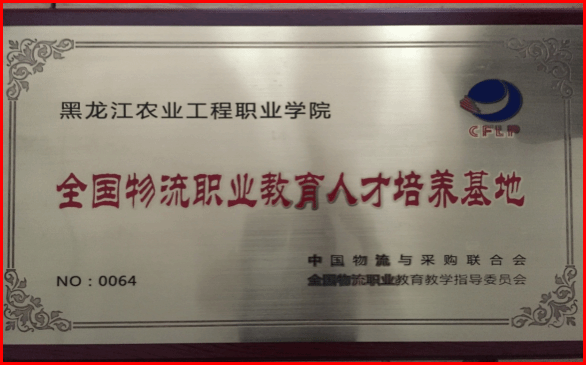 黑龙江农业工程职业学院
CFLP
全国物流职业教育人才培养基地
中国物流与采购联合会
NO：0064
全国物流职业教育教学指导委员会